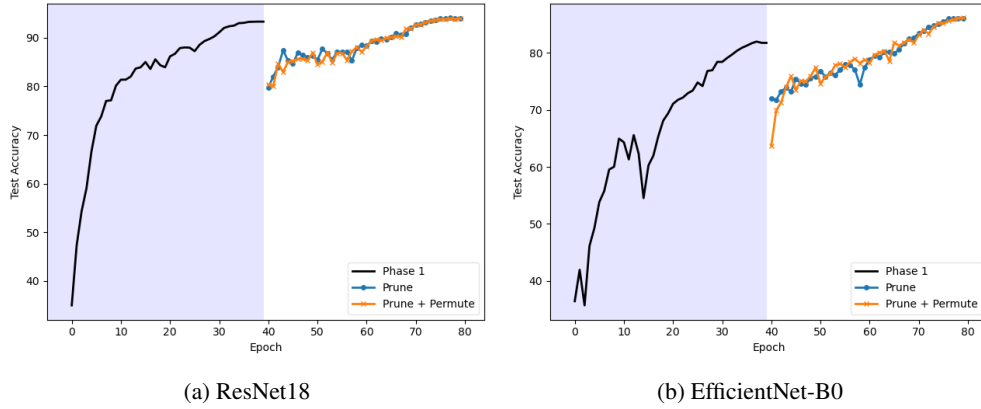 90
80
70
60
50
40
Test Accuracy
0 10 20 30 40 50 60 70 80
Epoch
Phase 1
Prune
Prune + Permute
(a) ResNet18
80
70
60
50
40
Test Accuracy
0 10 20 30 40 50 60 70 80
Epoch
Phase 1
Prune
Prune + Permute
(b) EfficientNet-B0